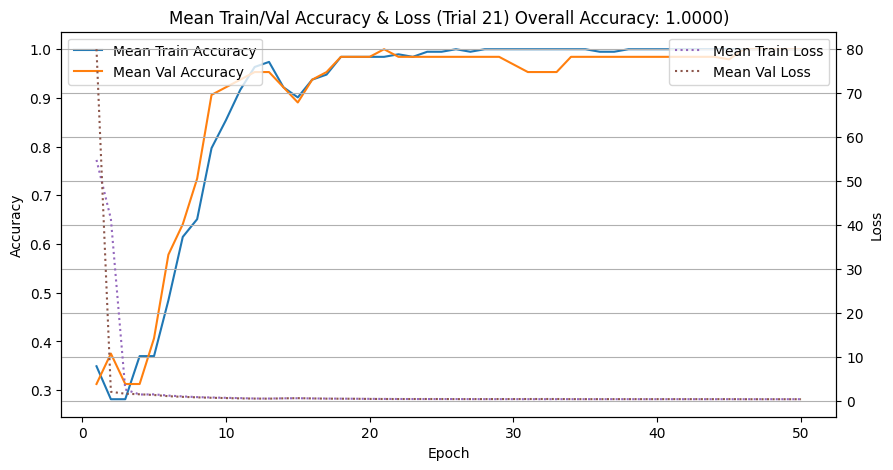 Mean Train/Val Accuracy & Loss (Trial 21) Overall Accuracy: 1.0000)
Mean Train Accuracy
Mean Val Accuracy
Mean Train Loss
Mean Val Loss
Accuracy
1.0
0.9
0.8
0.7
0.6
0.5
0.4
0.3
80
70
60
50
40
30
20
10
0
Loss
0 10 20 30 40 50
Epoch